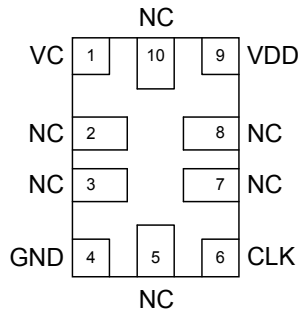 NC
VC 1 10 9 VDD
NC 2 8 NC
NC 3 7 NC
GND 4 5 6 CLK
NC